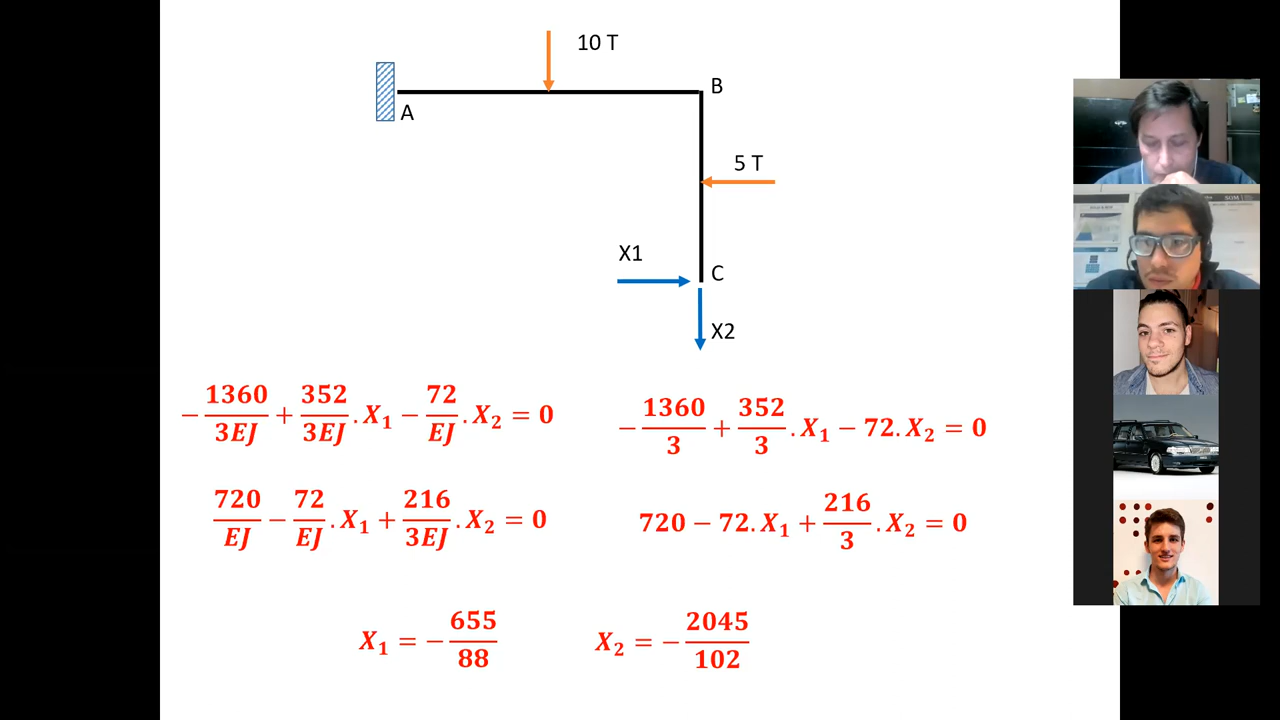 10 T
A
B
5 T
X1
C
X2
−1360/3EJ + 352/3EJ .X₁ − 72/EJ .X₂ = 0
−1360/3 + 352/3 .X₁ − 72.X₂ = 0
720/EJ − 72/EJ .X₁ + 216/3EJ .X₂ = 0
720 − 72.X₁ + 216/3 .X₂ = 0
X₁ = −655/88
X₂ = −2045/102
SOM